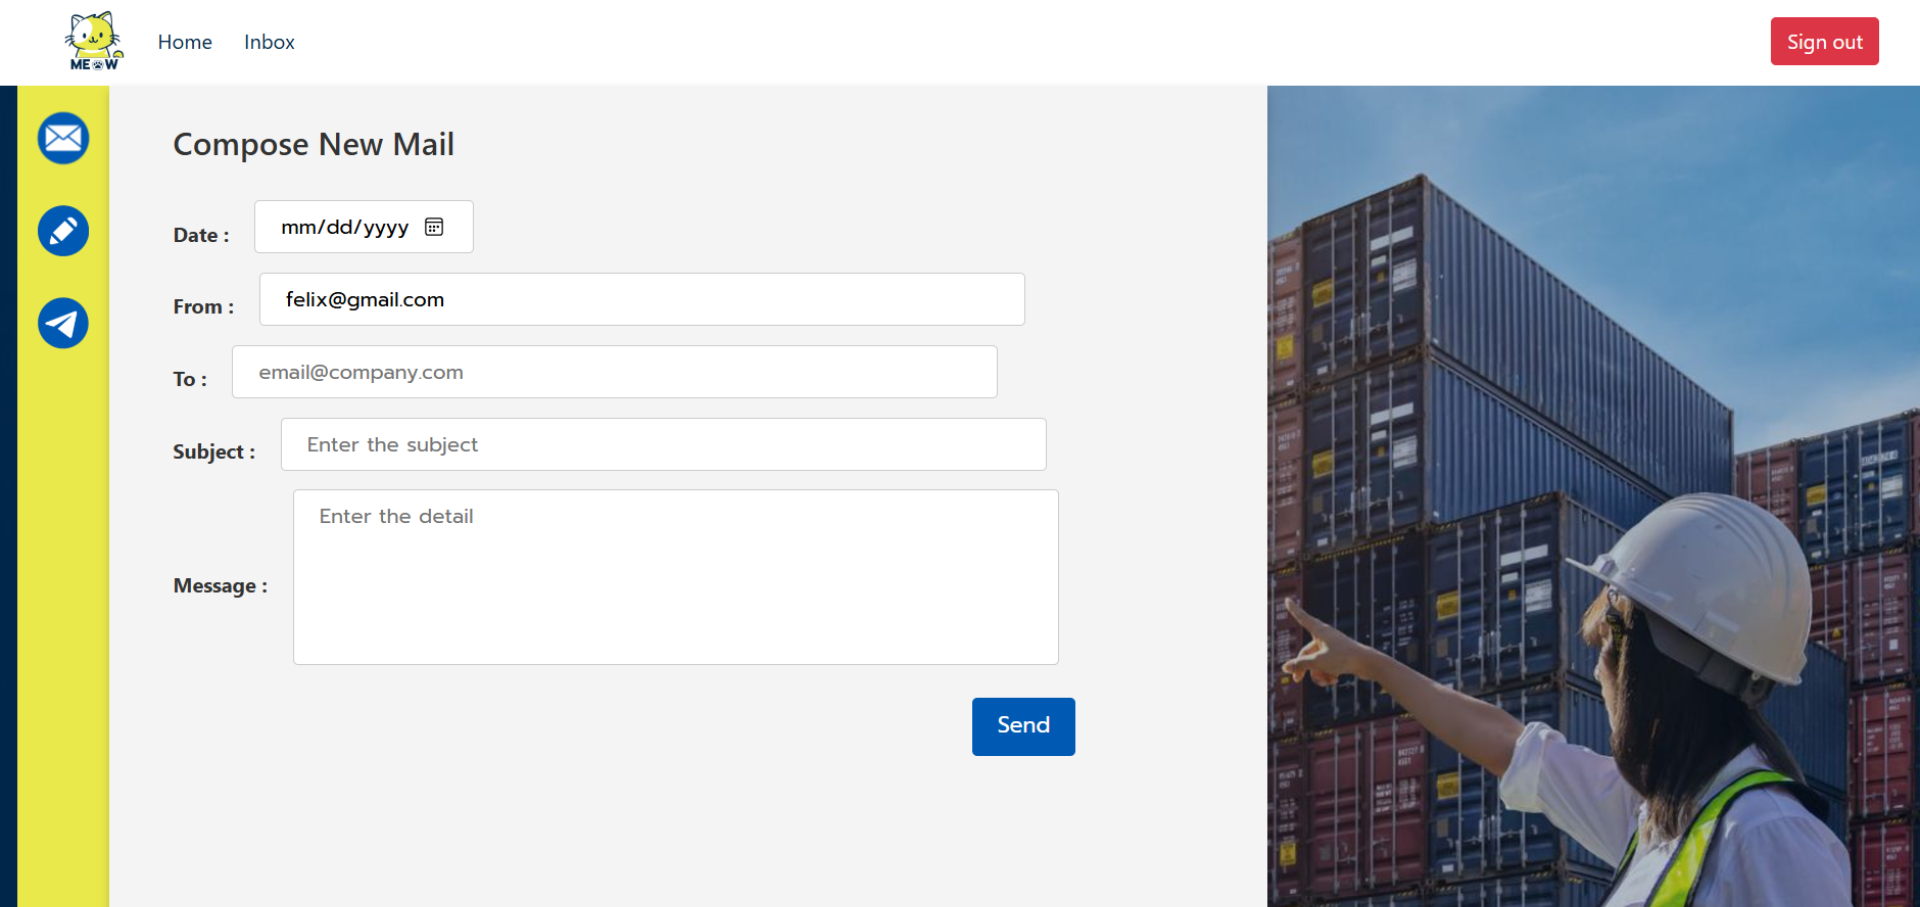 MEOW
Home
Inbox
Sign out
Compose New Mail
Date :
mm/dd/yyyy
From :
felix@gmail.com
To :
email@company.com
Subject :
Enter the subject
Message :
Enter the detail
Send